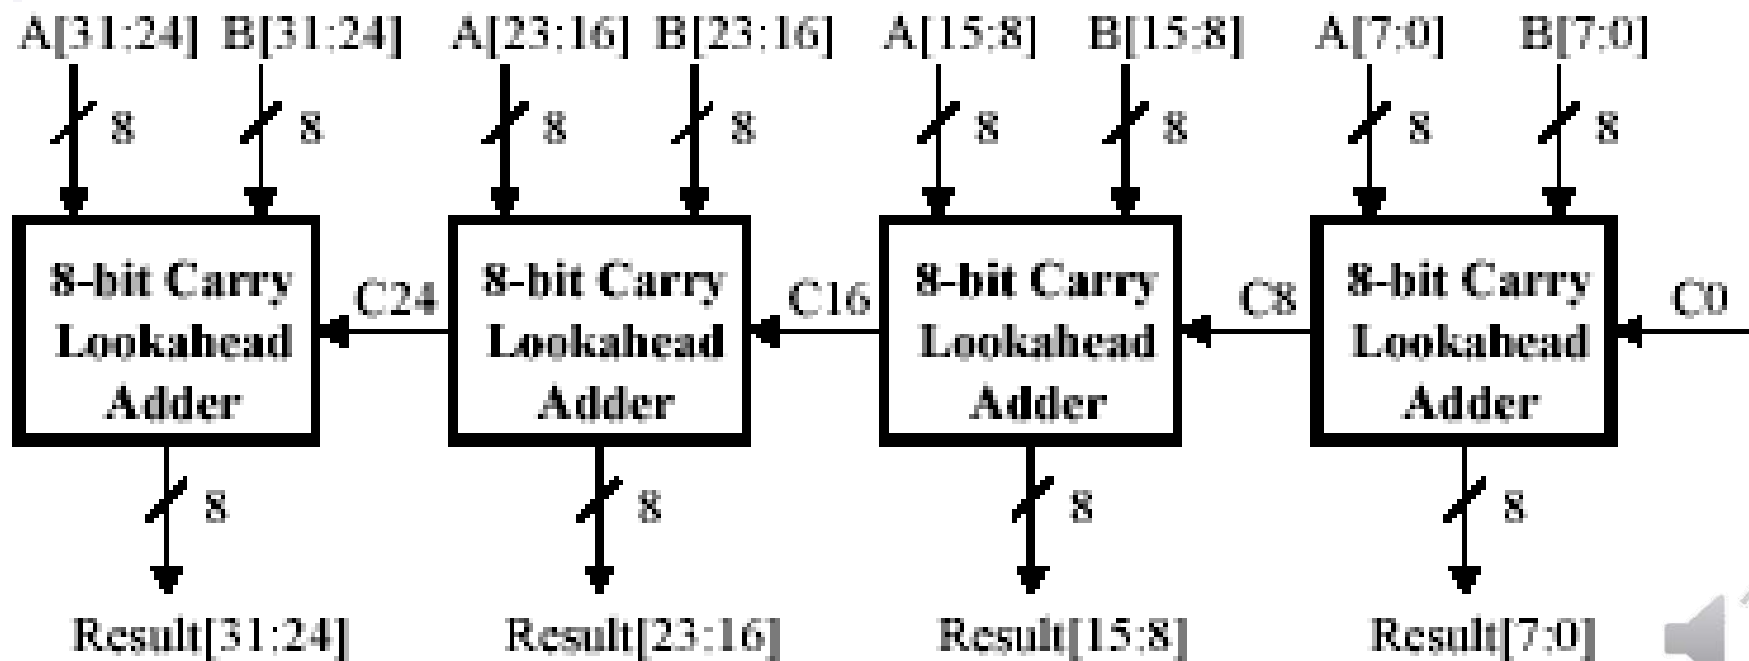 A[31:24] B[31:24] A[23:16] B[23:16] A[15:8] B[15:8] A[7:0] B[7:0]
8 8 8 8 8 8 8 8
8-bit Carry Lookahead Adder
C24
8-bit Carry Lookahead Adder
C16
8-bit Carry Lookahead Adder
C8
8-bit Carry Lookahead Adder
C0
8 8 8 8
Result[31:24] Result[23:16] Result[15:8] Result[7:0]